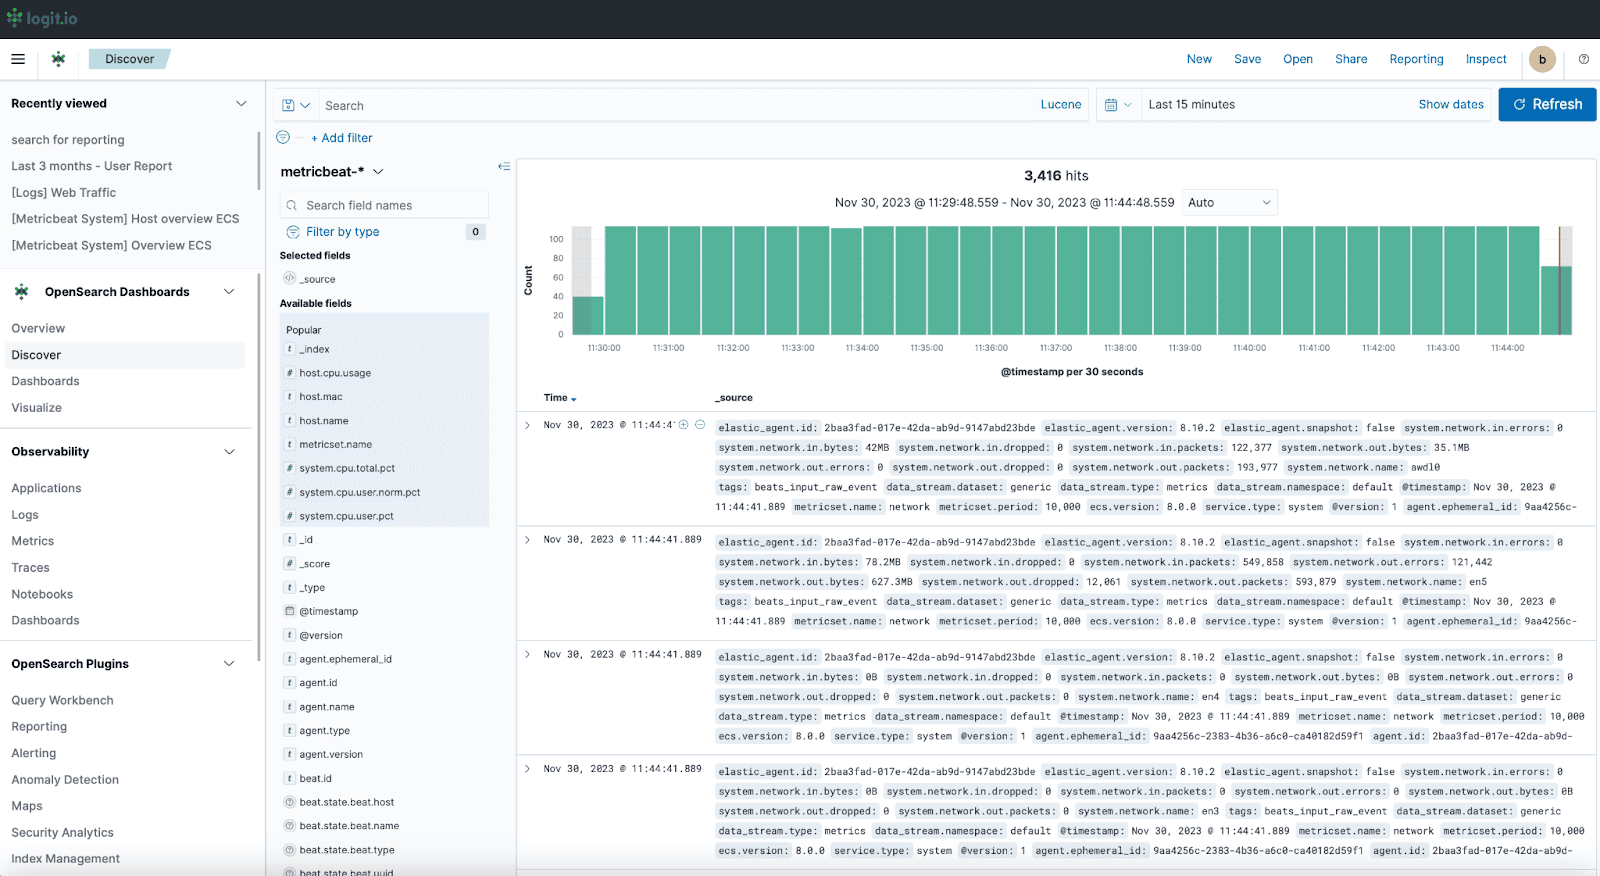 logit.io
Discover
New Save Open Share Reporting Inspect b
Recently viewed
search for reporting
Last 3 months - User Report
[Logs] Web Traffic
[Metricbeat System] Host overview ECS
[Metricbeat System] Overview ECS
OpenSearch Dashboards
Overview
Discover
Dashboards
Visualize
Observability
Applications
Logs
Metrics
Traces
Notebooks
Dashboards
OpenSearch Plugins
Query Workbench
Reporting
Alerting
Anomaly Detection
Maps
Security Analytics
Index Management
Search Lucene Last 15 minutes Show dates Refresh
+ Add filter
metricbeat-*
Search field names
Filter by type 0
Selected fields
_source
Available fields
Popular
t _index
# host.cpu.usage
t host.mac
t host.name
t metricset.name
# system.cpu.total.pct
# system.cpu.user.norm.pct
# system.cpu.user.pct
t _id
# _score
t _type
@timestamp
t @version
t agent.ephemeral_id
t agent.id
t agent.name
t agent.type
t agent.version
t beat.id
beat.state.beat.host
beat.state.beat.name
beat.state.beat.type
beat.state.beat.uuid
3,416 hits
Nov 30, 2023 @ 11:29:48.559 - Nov 30, 2023 @ 11:44:48.559 Auto
Count
100
80
60
40
20
0
11:30:00 11:31:00 11:32:00 11:33:00 11:34:00 11:35:00 11:36:00 11:37:00 11:38:00 11:39:00 11:40:00 11:41:00 11:42:00 11:43:00 11:44:00
@timestamp per 30 seconds
Time _source
Nov 30, 2023 @ 11:44:4
elastic_agent.id: 2baa3fad-017e-42da-ab9d-9147abd23bde elastic_agent.version: 8.10.2 elastic_agent.snapshot: false system.network.in.errors: 0
system.network.in.bytes: 42MB system.network.in.dropped: 0 system.network.in.packets: 122,377 system.network.out.bytes: 35.1MB
system.network.out.errors: 0 system.network.out.dropped: 0 system.network.out.packets: 193,977 system.network.name: awdl0
tags: beats_input_raw_event data_stream.dataset: generic data_stream.type: metrics data_stream.namespace: default @timestamp: Nov 30, 2023 @
11:44:41.889 metricset.name: network metricset.period: 10,000 ecs.version: 8.0.0 service.type: system @version: 1 agent.ephemeral_id: 9aa4256c-
Nov 30, 2023 @ 11:44:41.889
elastic_agent.id: 2baa3fad-017e-42da-ab9d-9147abd23bde elastic_agent.version: 8.10.2 elastic_agent.snapshot: false system.network.in.errors: 0
system.network.in.bytes: 78.2MB system.network.in.dropped: 0 system.network.in.packets: 549,858 system.network.out.errors: 121,442
system.network.out.bytes: 627.3MB system.network.out.dropped: 12,061 system.network.out.packets: 593,879 system.network.name: en5
tags: beats_input_raw_event data_stream.dataset: generic data_stream.type: metrics data_stream.namespace: default @timestamp: Nov 30, 2023 @
11:44:41.889 metricset.name: network metricset.period: 10,000 ecs.version: 8.0.0 service.type: system @version: 1 agent.ephemeral_id: 9aa4256c-
Nov 30, 2023 @ 11:44:41.889
elastic_agent.id: 2baa3fad-017e-42da-ab9d-9147abd23bde elastic_agent.version: 8.10.2 elastic_agent.snapshot: false system.network.in.errors: 0
system.network.in.bytes: 0B system.network.in.dropped: 0 system.network.in.packets: 0 system.network.out.bytes: 0B system.network.out.errors: 0
system.network.out.dropped: 0 system.network.out.packets: 0 system.network.name: en4 tags: beats_input_raw_event data_stream.dataset: generic
data_stream.type: metrics data_stream.namespace: default @timestamp: Nov 30, 2023 @ 11:44:41.889 metricset.name: network metricset.period: 10,000
ecs.version: 8.0.0 service.type: system @version: 1 agent.ephemeral_id: 9aa4256c-2383-4b36-a6c0-ca40182d59f1 agent.id: 2baa3fad-017e-42da-ab9d-
Nov 30, 2023 @ 11:44:41.889
elastic_agent.id: 2baa3fad-017e-42da-ab9d-9147abd23bde elastic_agent.version: 8.10.2 elastic_agent.snapshot: false system.network.in.errors: 0
system.network.in.bytes: 0B system.network.in.dropped: 0 system.network.in.packets: 0 system.network.out.errors: 0 system.network.out.bytes: 0B
system.network.out.dropped: 0 system.network.out.packets: 0 system.network.name: en3 tags: beats_input_raw_event data_stream.dataset: generic
data_stream.type: metrics data_stream.namespace: default @timestamp: Nov 30, 2023 @ 11:44:41.889 metricset.name: network metricset.period: 10,000
ecs.version: 8.0.0 service.type: system @version: 1 agent.ephemeral_id: 9aa4256c-2383-4b36-a6c0-ca40182d59f1 agent.id: 2baa3fad-017e-42da-ab9d-